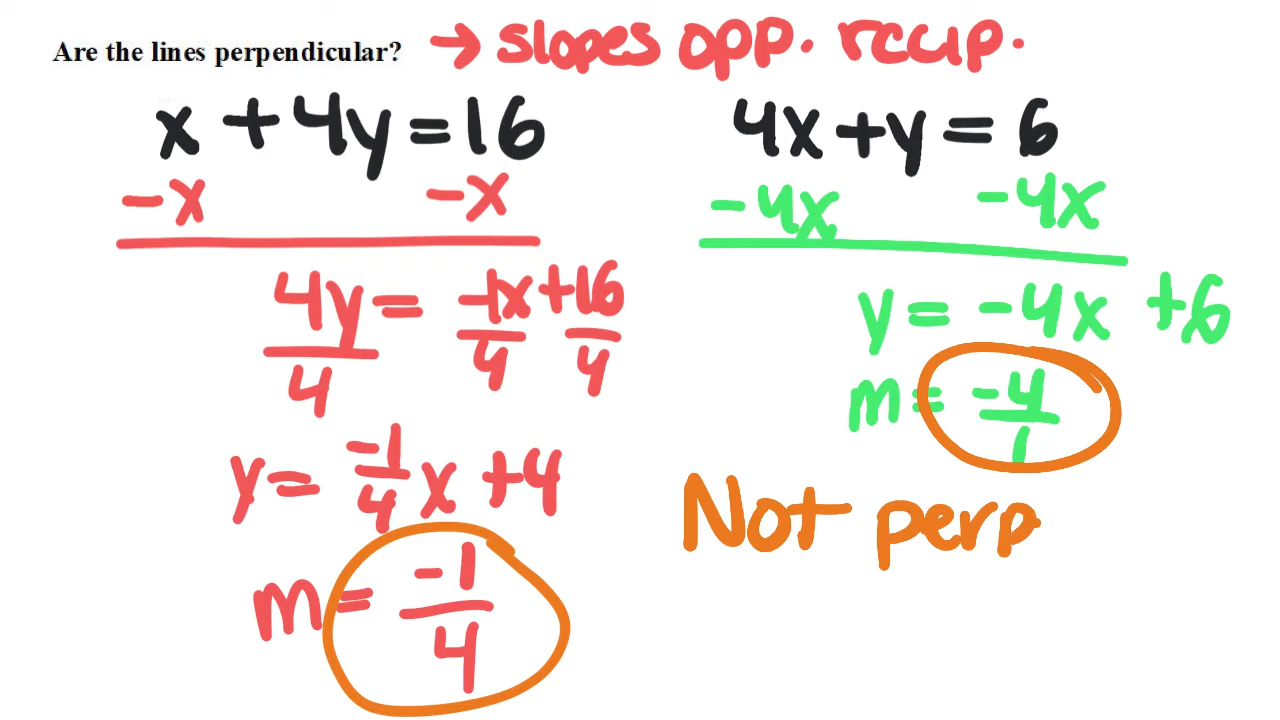 Are the lines perpendicular? → slopes opp. recip.
x + 4y = 16
-x -x
4y = -1x + 16
4 4 4
y = -1/4 x + 4
m = -1/4
4x + y = 6
-4x -4x
y = -4x + 6
m = -4/1
Not perp